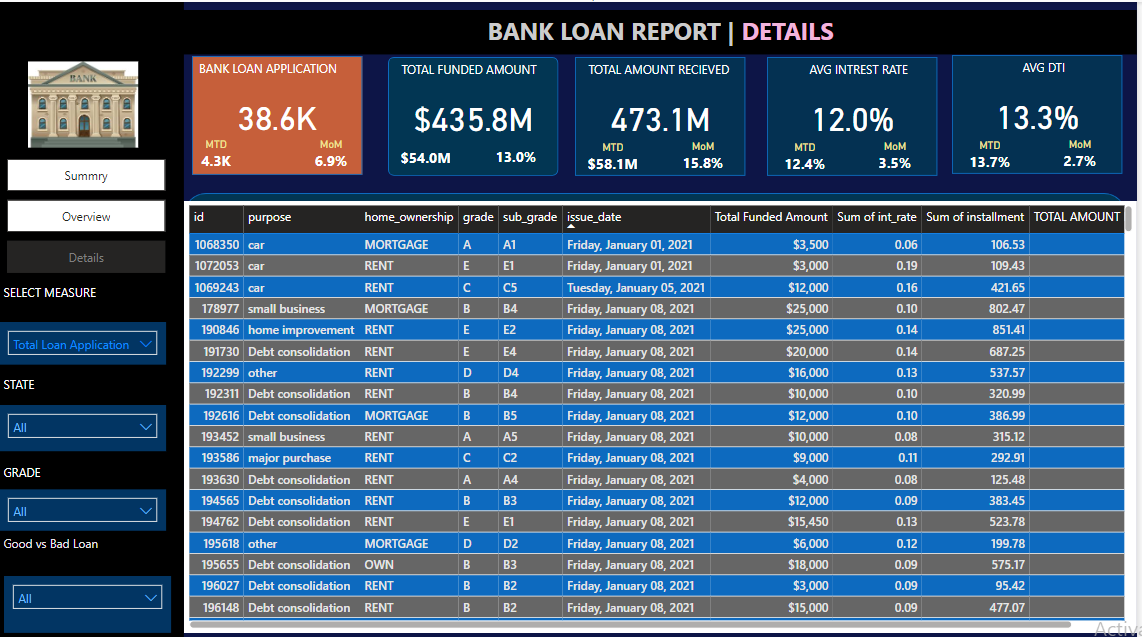 BANK LOAN REPORT | DETAILS
BANK
Summry
Overview
Details
SELECT MEASURE
Total Loan Application
STATE
All
GRADE
All
Good vs Bad Loan
All
BANK LOAN APPLICATION
38.6K
MTD MoM
4.3K 6.9%
TOTAL FUNDED AMOUNT
$435.8M
$54.0M 13.0%
TOTAL AMOUNT RECIEVED
473.1M
MTD MoM
$58.1M 15.8%
AVG INTREST RATE
12.0%
MTD MoM
12.4% 3.5%
AVG DTI
13.3%
MTD MoM
13.7% 2.7%
id purpose home_ownership grade sub_grade issue_date Total Funded Amount Sum of int_rate Sum of installment TOTAL AMOUNT
1068350 car MORTGAGE A A1 Friday, January 01, 2021 $3,500 0.06 106.53
1072053 car RENT E E1 Friday, January 01, 2021 $3,000 0.19 109.43
1069243 car RENT C C5 Tuesday, January 05, 2021 $12,000 0.16 421.65
178977 small business MORTGAGE B B4 Friday, January 08, 2021 $25,000 0.10 802.47
190846 home improvement RENT E E2 Friday, January 08, 2021 $25,000 0.14 851.41
191730 Debt consolidation RENT E E4 Friday, January 08, 2021 $20,000 0.14 687.25
192299 other RENT D D4 Friday, January 08, 2021 $16,000 0.13 537.57
192311 Debt consolidation RENT B B4 Friday, January 08, 2021 $10,000 0.10 320.99
192616 Debt consolidation MORTGAGE B B5 Friday, January 08, 2021 $12,000 0.10 386.99
193452 small business RENT A A5 Friday, January 08, 2021 $10,000 0.08 315.12
193586 major purchase RENT C C2 Friday, January 08, 2021 $9,000 0.11 292.91
193630 Debt consolidation RENT A A4 Friday, January 08, 2021 $4,000 0.08 125.48
194565 Debt consolidation RENT B B3 Friday, January 08, 2021 $12,000 0.09 383.45
194762 Debt consolidation RENT E E1 Friday, January 08, 2021 $15,450 0.13 523.78
195618 other MORTGAGE D D2 Friday, January 08, 2021 $6,000 0.12 199.78
195655 Debt consolidation OWN B B3 Friday, January 08, 2021 $18,000 0.09 575.17
196027 Debt consolidation RENT B B2 Friday, January 08, 2021 $3,000 0.09 95.42
196148 Debt consolidation RENT B B2 Friday, January 08, 2021 $15,000 0.09 477.07